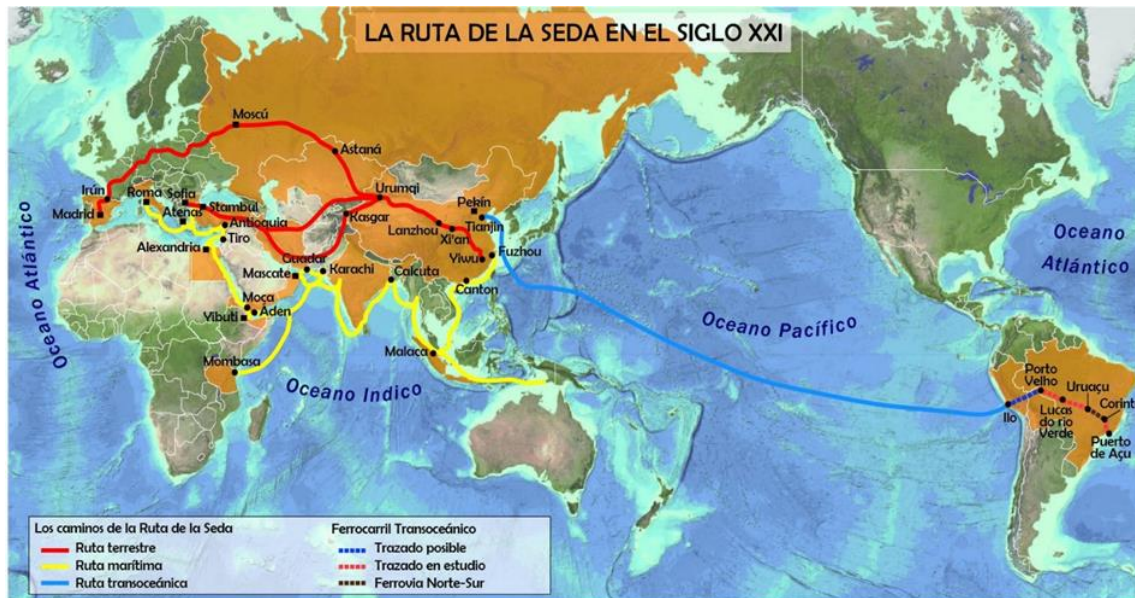 LA RUTA DE LA SEDA EN EL SIGLO XXI
Moscú
Astaná
Irún
Roma
Sofia
Stambul
Urumqi
Pekín
Madrid
Atenas
Antioquia
Kasgar
Lanzhou
Tianjin
Xi'an
Tiro
Alexandria
Guadar
Karachi
Yiwu
Fuzhou
Mascate
Calcuta
Canton
Moca
Áden
Yibuti
Malaca
Mombasa
Oceano Atlántico
Oceano Indico
Oceano Pacífico
Oceano
Atlántico
Porto
Velho
Uruaçu
Corint
Ilo
Lucas
do rio
Verde
Puerto
de Açu
Los caminos de la Ruta de la Seda
Ruta terrestre
Ruta marítima
Ruta transoceánica
Ferrocarril Transoceánico
Trazado posible
Trazado en estudio
Ferrovia Norte-Sur